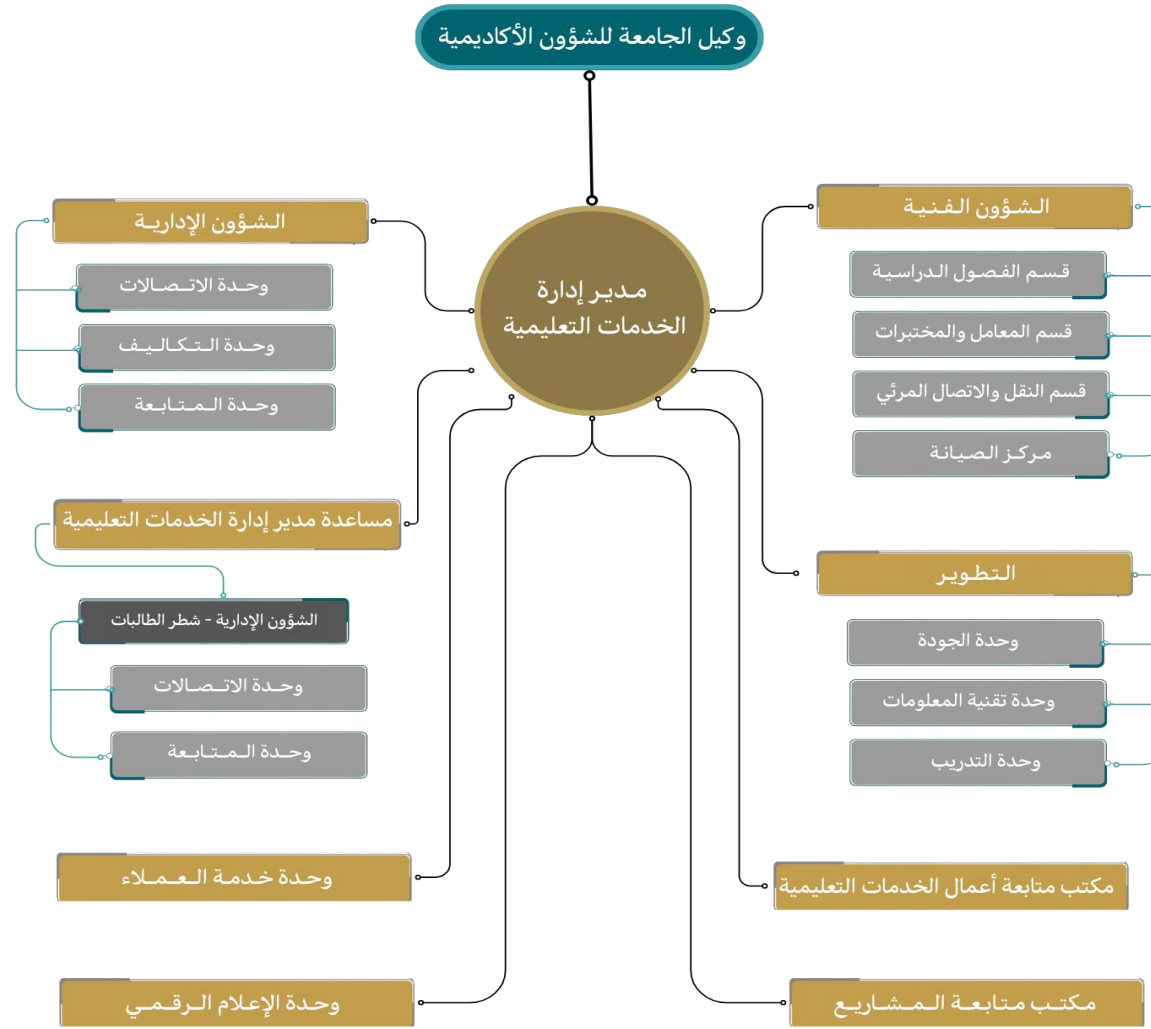 وكيل الجامعة للشؤون الأكاديمية
مدير إدارة
الخدمات التعليمية
الشؤون الفنية
قسم الفصول الدراسية
قسم المعامل والمختبرات
قسم النقل والاتصال المرئي
مركز الصيانة
التطوير
وحدة الجودة
وحدة تقنية المعلومات
وحدة التدريب
مكتب متابعة أعمال الخدمات التعليمية
مكتب متابعة المشاريع
الشؤون الإدارية
وحدة الاتصالات
وحدة التكاليف
وحدة المتابعة
مساعدة مدير إدارة الخدمات التعليمية
الشؤون الإدارية - شطر الطالبات
وحدة الاتصالات
وحدة المتابعة
وحدة خدمة العملاء
وحدة الإعلام الرقمي